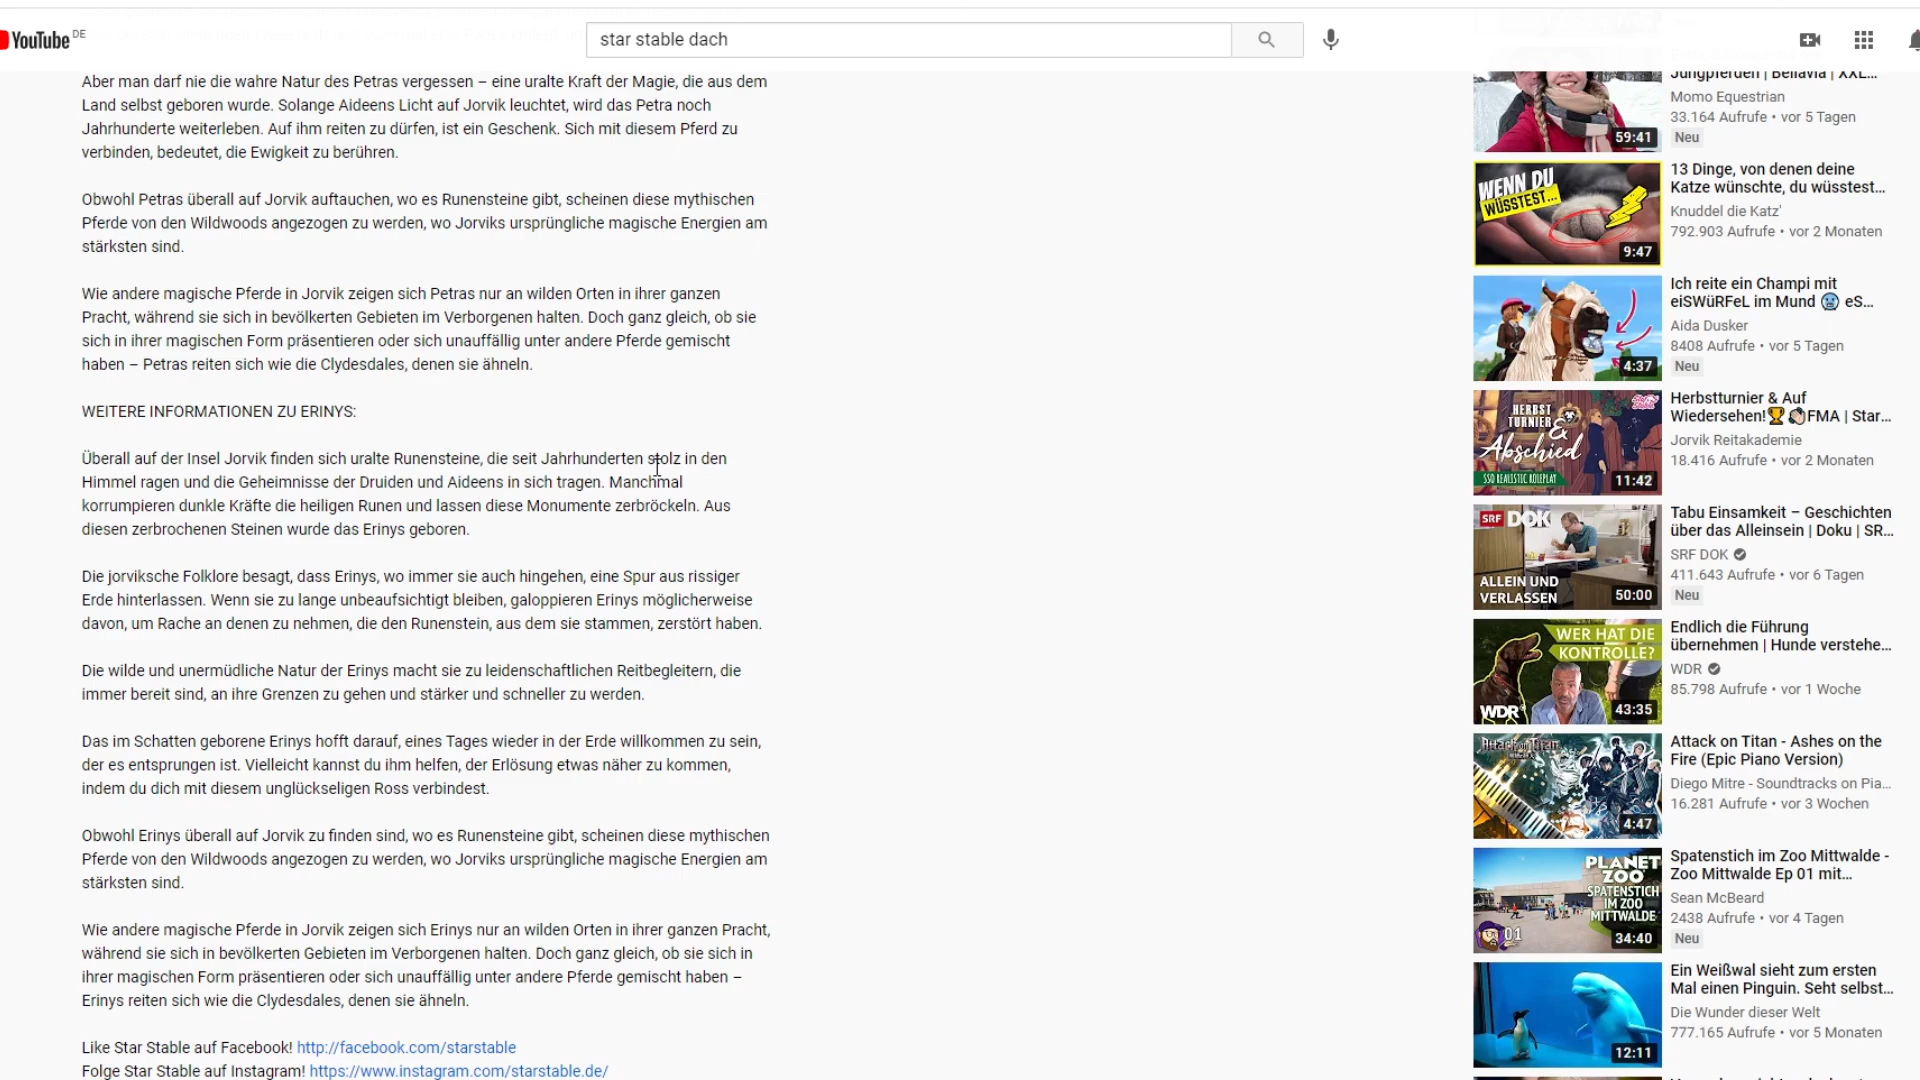 YouTube DE
star stable dach
Aber man darf nie die wahre Natur des Petras vergessen – eine uralte Kraft der Magie, die aus dem
Land selbst geboren wurde. Solange Aideens Licht auf Jorvik leuchtet, wird das Petra noch
Jahrhunderte weiterleben. Auf ihm reiten zu dürfen, ist ein Geschenk. Sich mit diesem Pferd zu
verbinden, bedeutet, die Ewigkeit zu berühren.
Obwohl Petras überall auf Jorvik auftauchen, wo es Runensteine gibt, scheinen diese mythischen
Pferde von den Wildwoods angezogen zu werden, wo Jorviks ursprüngliche magische Energien am
stärksten sind.
Wie andere magische Pferde in Jorvik zeigen sich Petras nur an wilden Orten in ihrer ganzen
Pracht, während sie sich in bevölkerten Gebieten im Verborgenen halten. Doch ganz gleich, ob sie
sich in ihrer magischen Form präsentieren oder sich unauffällig unter andere Pferde gemischt
haben – Petras reiten sich wie die Clydesdales, denen sie ähneln.
WEITERE INFORMATIONEN ZU ERINYS:
Überall auf der Insel Jorvik finden sich uralte Runensteine, die seit Jahrhunderten stolz in den
Himmel ragen und die Geheimnisse der Druiden und Aideens in sich tragen. Manchmal
korrumpieren dunkle Kräfte die heiligen Runen und lassen diese Monumente zerbröckeln. Aus
diesen zerbrochenen Steinen wurde das Erinys geboren.
Die jorviksche Folklore besagt, dass Erinys, wo immer sie auch hingehen, eine Spur aus rissiger
Erde hinterlassen. Wenn sie zu lange unbeaufsichtigt bleiben, galoppieren Erinys möglicherweise
davon, um Rache an denen zu nehmen, die den Runenstein, aus dem sie stammen, zerstört haben.
Die wilde und unermüdliche Natur der Erinys macht sie zu leidenschaftlichen Reitbegleitern, die
immer bereit sind, an ihre Grenzen zu gehen und stärker und schneller zu werden.
Das im Schatten geborene Erinys hofft darauf, eines Tages wieder in der Erde willkommen zu sein,
der es entsprungen ist. Vielleicht kannst du ihm helfen, der Erlösung etwas näher zu kommen,
indem du dich mit diesem unglückseligen Ross verbindest.
Obwohl Erinys überall auf Jorvik zu finden sind, wo es Runensteine gibt, scheinen diese mythischen
Pferde von den Wildwoods angezogen zu werden, wo Jorviks ursprüngliche magische Energien am
stärksten sind.
Wie andere magische Pferde in Jorvik zeigen sich Erinys nur an wilden Orten in ihrer ganzen Pracht,
während sie sich in bevölkerten Gebieten im Verborgenen halten. Doch ganz gleich, ob sie sich in
ihrer magischen Form präsentieren oder sich unauffällig unter andere Pferde gemischt haben –
Erinys reiten sich wie die Clydesdales, denen sie ähneln.
Like Star Stable auf Facebook! http://facebook.com/starstable
Folge Star Stable auf Instagram! https://www.instagram.com/starstable.de/
Jungpferden | Bellavia | XXL...
Momo Equestrian
33.164 Aufrufe • vor 5 Tagen
Neu
59:41
WENN DU
WÜSSTEST...
9:47
13 Dinge, von denen deine
Katze wünschte, du wüsstest...
Knuddel die Katz'
792.903 Aufrufe • vor 2 Monaten
4:37
Ich reite ein Champi mit
eiSWüRFeL im Mund 🥶 eS...
Aida Dusker
8408 Aufrufe • vor 5 Tagen
Neu
HERBST
TURNIER
&
Abschied
SSO REALISTIC ROLEPLAY
11:42
Herbstturnier & Auf
Wiedersehen!🏆👏🏻FMA | Star...
Jorvik Reitakademie
18.416 Aufrufe • vor 2 Monaten
SRF DOK
ALLEIN UND
VERLASSEN
50:00
Tabu Einsamkeit – Geschichten
über das Alleinsein | Doku | SR...
SRF DOK
411.643 Aufrufe • vor 6 Tagen
Neu
WER HAT DIE
KONTROLLE?
WDR
43:35
Endlich die Führung
übernehmen | Hunde verstehe...
WDR
85.798 Aufrufe • vor 1 Woche
Attack on Titan
4:47
Attack on Titan - Ashes on the
Fire (Epic Piano Version)
Diego Mitre - Soundtracks on Pia...
16.281 Aufrufe • vor 3 Wochen
PLANET
ZOO
SPATENSTICH
IM ZOO
MITTWALDE
01
34:40
Spatenstich im Zoo Mittwalde -
Zoo Mittwalde Ep 01 mit...
Sean McBeard
2438 Aufrufe • vor 4 Tagen
Neu
12:11
Ein Weißwal sieht zum ersten
Mal einen Pinguin. Seht selbst...
Die Wunder dieser Welt
777.165 Aufrufe • vor 5 Monaten